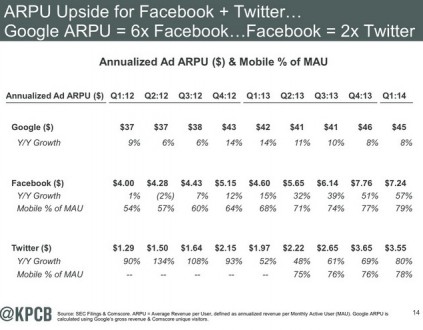 ARPU Upside for Facebook + Twitter…
Google ARPU = 6x Facebook…Facebook = 2x Twitter
Annualized Ad ARPU ($) & Mobile % of MAU
Annualized Ad ARPU ($) Q1:12 Q2:12 Q3:12 Q4:12 Q1:13 Q2:13 Q3:13 Q4:13 Q1:14
Google ($) $37 $37 $38 $43 $42 $41 $41 $46 $45
Y/Y Growth 9% 6% 6% 14% 14% 11% 10% 8% 8%
Facebook ($) $4.00 $4.28 $4.43 $5.15 $4.60 $5.65 $6.14 $7.76 $7.24
Y/Y Growth 1% (2%) 7% 12% 15% 32% 39% 51% 57%
Mobile % of MAU 54% 57% 60% 64% 68% 71% 74% 77% 79%
Twitter ($) $1.29 $1.50 $1.64 $2.15 $1.97 $2.22 $2.65 $3.65 $3.55
Y/Y Growth 90% 134% 108% 93% 52% 48% 61% 69% 80%
Mobile % of MAU -- -- -- -- -- 75% 76% 76% 78%
@KPCB
Source: SEC Filings & Comscore. ARPU = Average Revenue per User, defined as annualized revenue per Monthly Active User (MAU). Google ARPU is
calculated using Google's gross revenue & Comscore unique visitors.
14